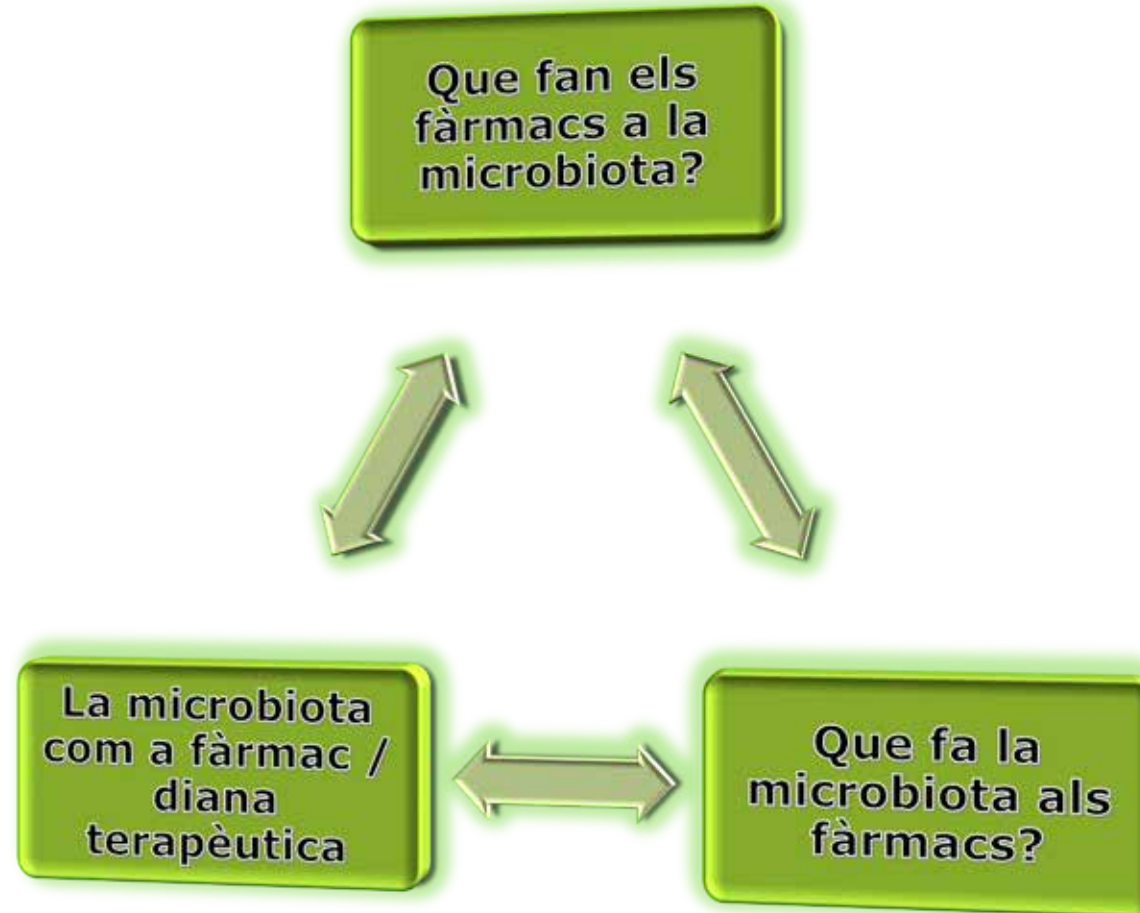 Que fan els
fàrmacs a la
microbiota?
La microbiota
com a fàrmac /
diana
terapèutica
Que fa la
microbiota als
fàrmacs?